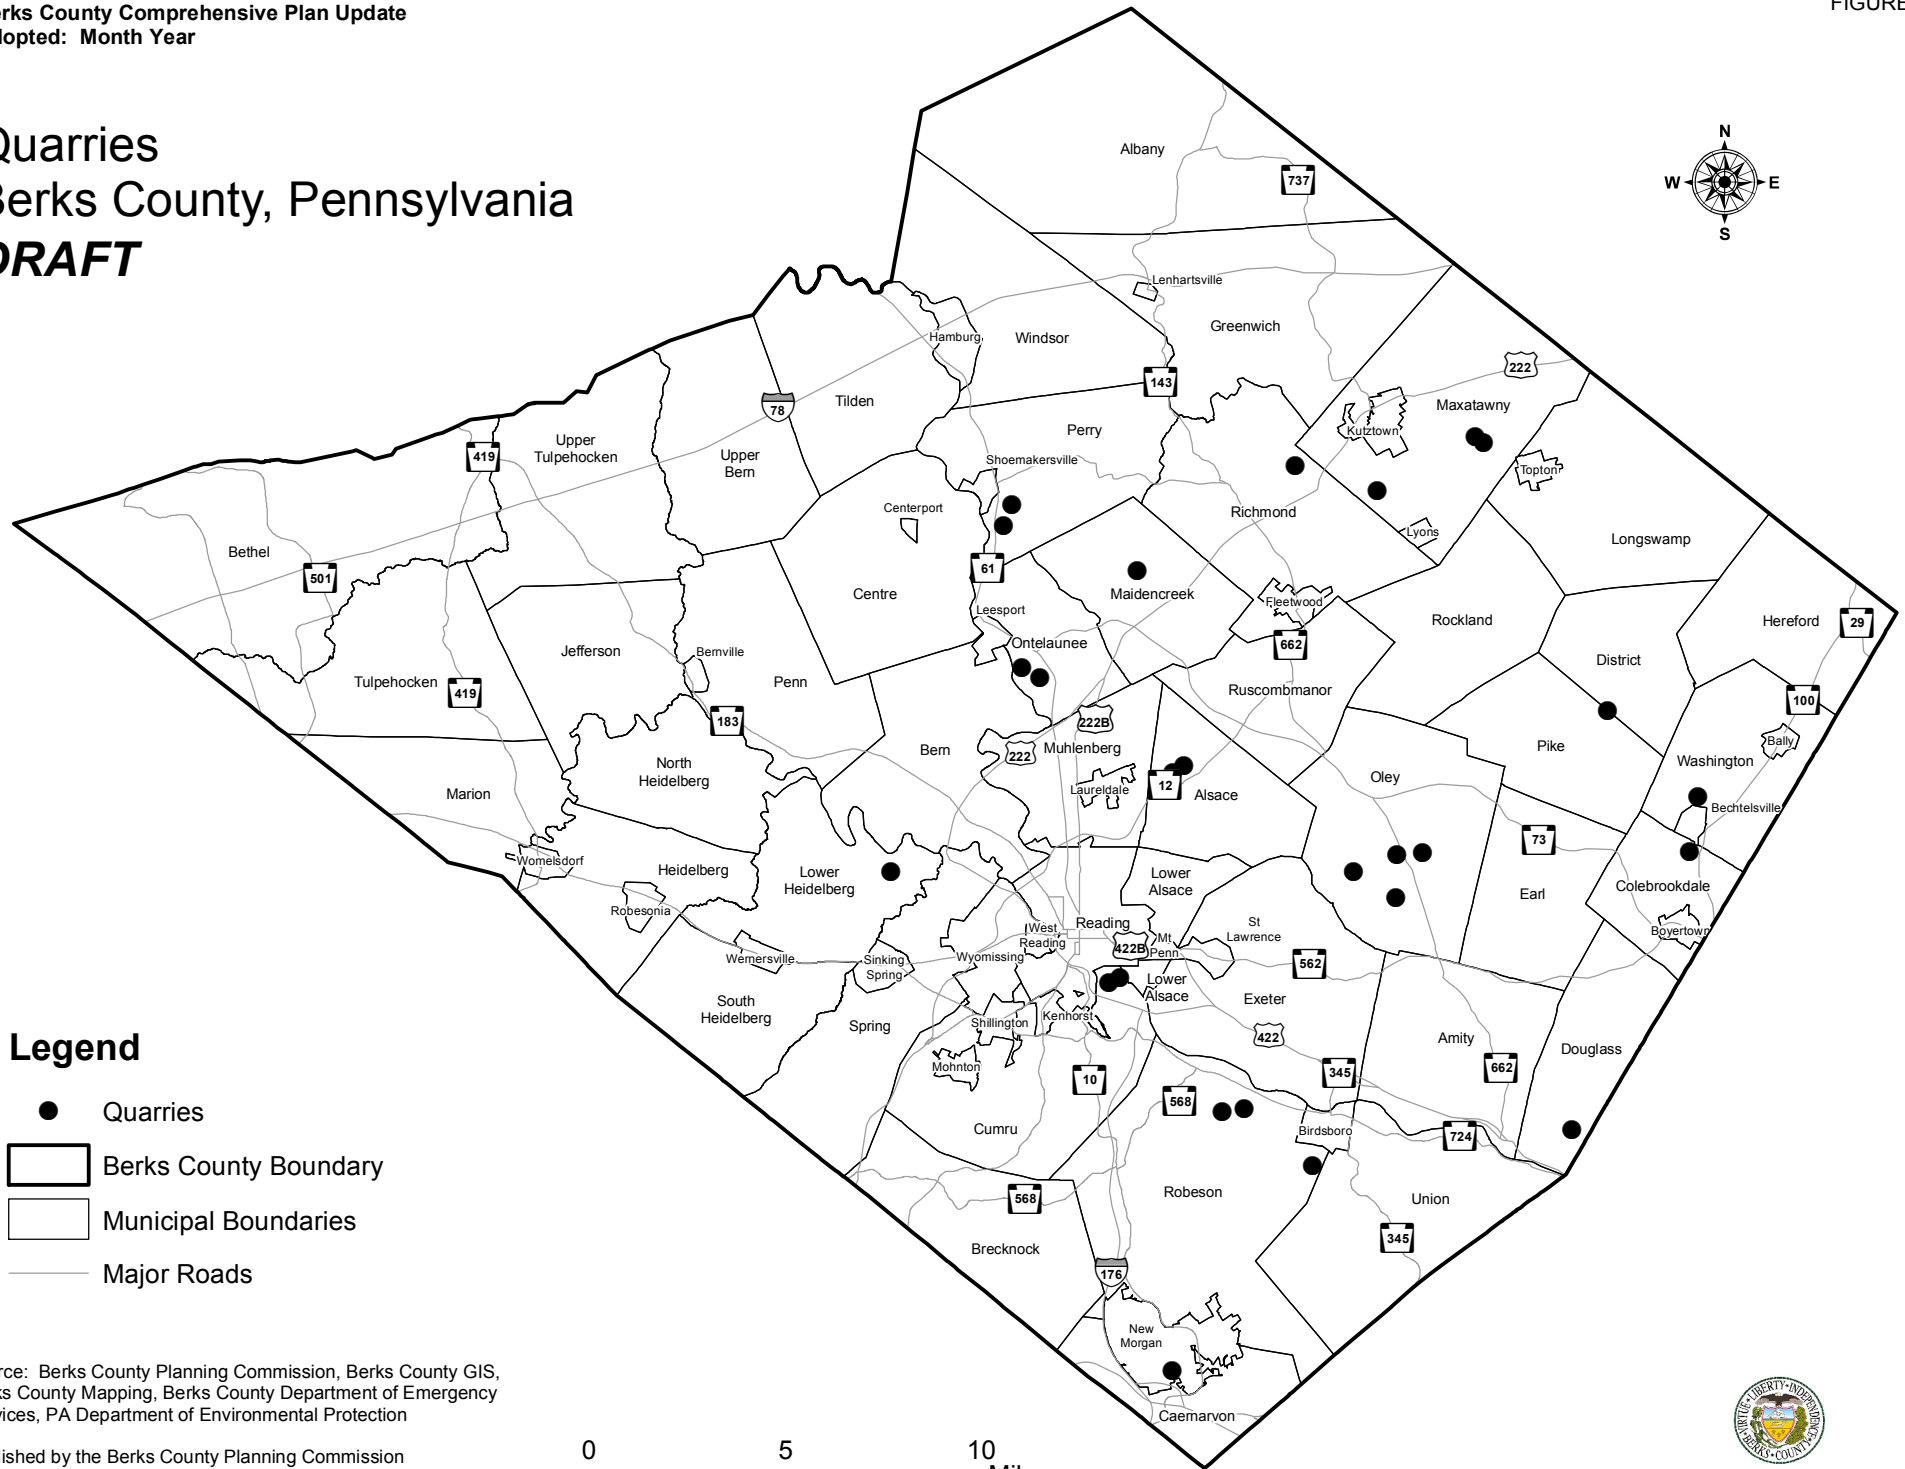 erks County Comprehensive Plan Update
dopted: Month Year
FIGURE
Quarries
Berks County, Pennsylvania
DRAFT
N
W
E
S
Albany
737
Lenhartsville
Greenwich
Hamburg
Windsor
143
222
Tilden
78
Maxatawny
Kutztown
Perry
Upper
Tulpehocken
419
Upper
Bern
Shoemakersville
Topton
Centerport
Richmond
Lyons
Longswamp
Bethel
501
61
Centre
Maidencreek
Fleetwood
Leesport
Rockland
Hereford
29
Ontelaunee
662
Jefferson
Bernville
District
Tulpehocken
419
Penn
Ruscombmanor
100
183
222B
222
Muhlenberg
Bern
Pike
Bally
Washington
North
Heidelberg
Laureldale
12
Alsace
Oley
Marion
Bechtelsville
73
Womelsdorf
Heidelberg
Lower
Heidelberg
Lower
Alsace
Colebrookdale
Earl
Robesonia
Reading
West
Reading
St
Lawrence
Boyertown
422B
Mt
Penn
Wernersville
Sinking
Spring
Wyomissing
562
Lower
Alsace
Exeter
South
Heidelberg
Spring
Shillington
Kenhorst
422
Amity
Douglass
Mohnton
10
345
662
568
Cumru
Birdsboro
724
568
Robeson
Union
345
Brecknock
176
New
Morgan
Caernarvon
Legend
Quarries
Berks County Boundary
Municipal Boundaries
Major Roads
rce: Berks County Planning Commission, Berks County GIS,
ks County Mapping, Berks County Department of Emergency
vices, PA Department of Environmental Protection
lished by the Berks County Planning Commission
0 5 10
VIRTUE • LIBERTY • INDEPENDENCE
BERKS • COUNTY